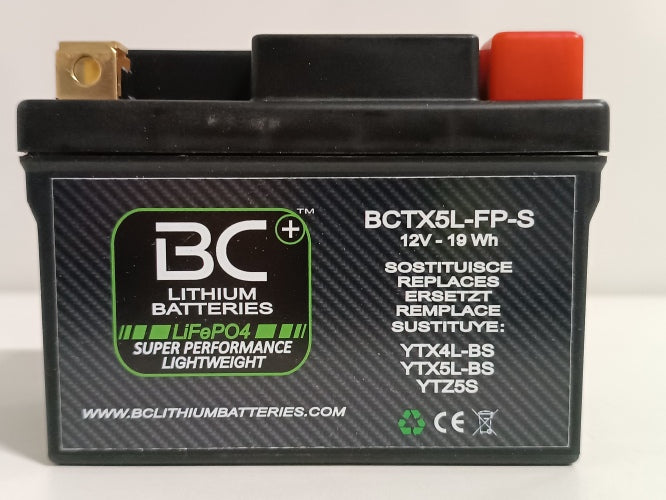 BC+™
LITHIUM
BATTERIES
LiFePO4
SUPER PERFORMANCE
LIGHTWEIGHT
WWW.BCLITHIUMBATTERIES.COM
BCTX5L-FP-S
12V - 19 Wh
SOSTITUISCE
REPLACES
ERSETZT
REMPLACE
SUSTITUYE:
YTX4L-BS
YTX5L-BS
YTZ5S
CE